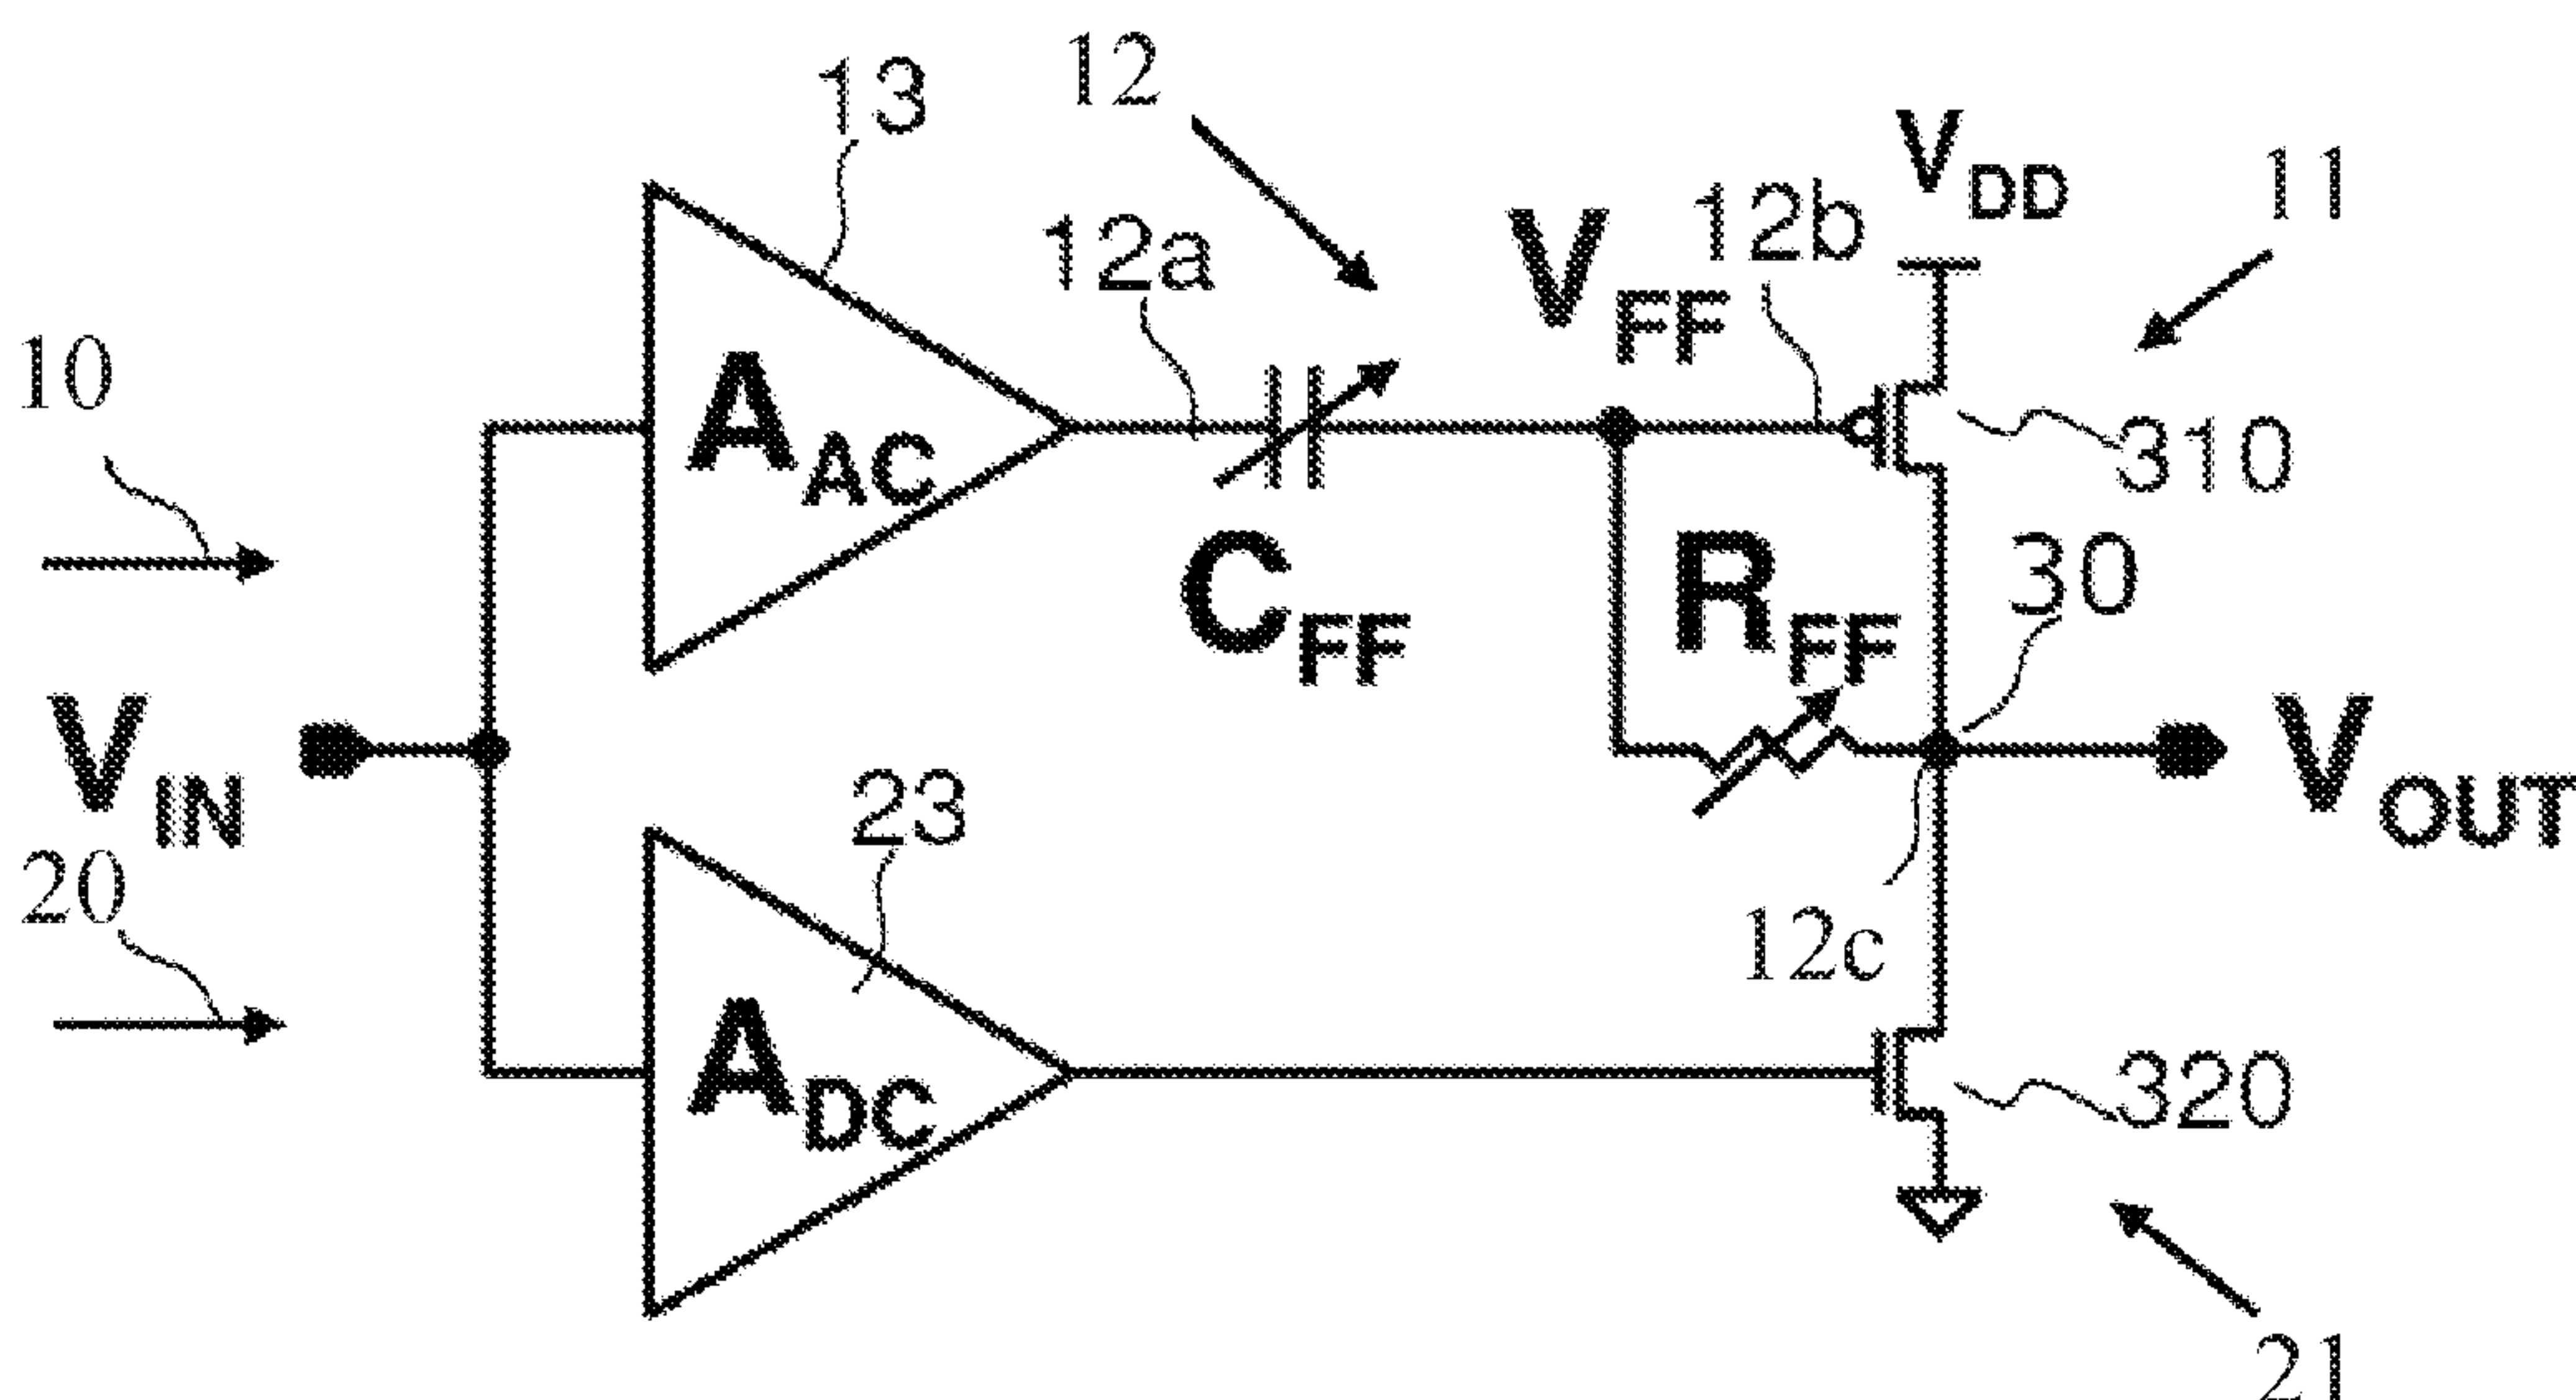 12
13
V_DD
11
12a
V_FF
12b
10
A_AC
310
C_FF
R_FF
30
V_IN
V_OUT
23
20
12c
A_DC
320
21